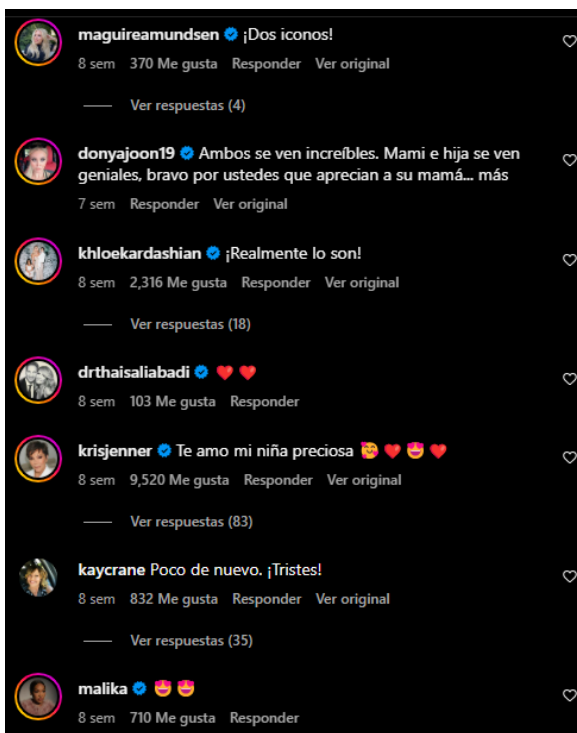 maguireamundsen ¡Dos iconos!
8 sem 370 Me gusta Responder Ver original
Ver respuestas (4)
donyajoon19 Ambos se ven increíbles. Mami e hija se ven
geniales, bravo por ustedes que aprecian a su mamá... más
7 sem Responder Ver original
khloekardashian ¡Realmente lo son!
8 sem 2,316 Me gusta Responder Ver original
Ver respuestas (18)
drthaisaliabadi ❤️ ❤️
8 sem 103 Me gusta Responder
krisjenner Te amo mi niña preciosa 🥰 ❤️ 🤩 ❤️
8 sem 9,520 Me gusta Responder Ver original
Ver respuestas (83)
kaycrane Poco de nuevo. ¡Tristes!
8 sem 832 Me gusta Responder Ver original
Ver respuestas (35)
malika 🤩 🤩
8 sem 710 Me gusta Responder